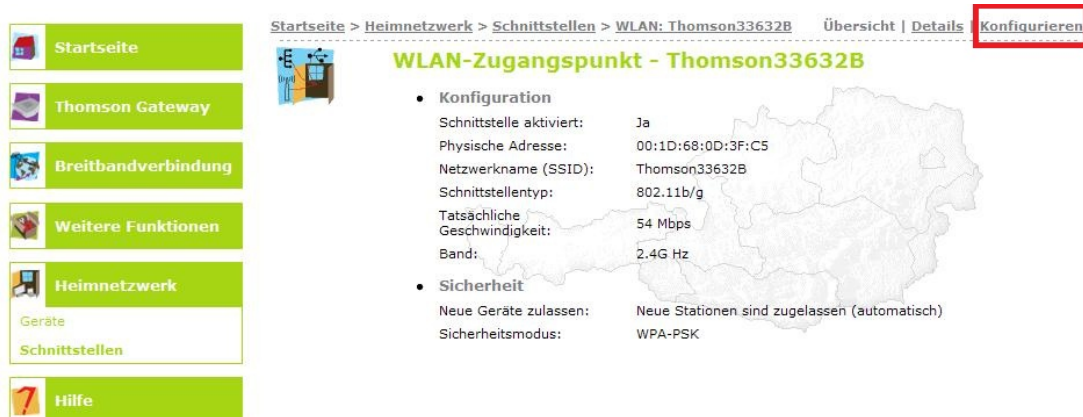 Startseite > Heimnetzwerk > Schnittstellen > WLAN: Thomson33632B Übersicht | Details | Konfigurieren
Startseite
Thomson Gateway
Breitbandverbindung
Weitere Funktionen
Heimnetzwerk
Geräte
Schnittstellen
Hilfe
WLAN-Zugangspunkt - Thomson33632B
Konfiguration
Schnittstelle aktiviert: Ja
Physische Adresse: 00:1D:68:0D:3F:C5
Netzwerkname (SSID): Thomson33632B
Schnittstellentyp: 802.11b/g
Tatsächliche
Geschwindigkeit: 54 Mbps
Band: 2.4G Hz
Sicherheit
Neue Geräte zulassen: Neue Stationen sind zugelassen (automatisch)
Sicherheitsmodus: WPA-PSK